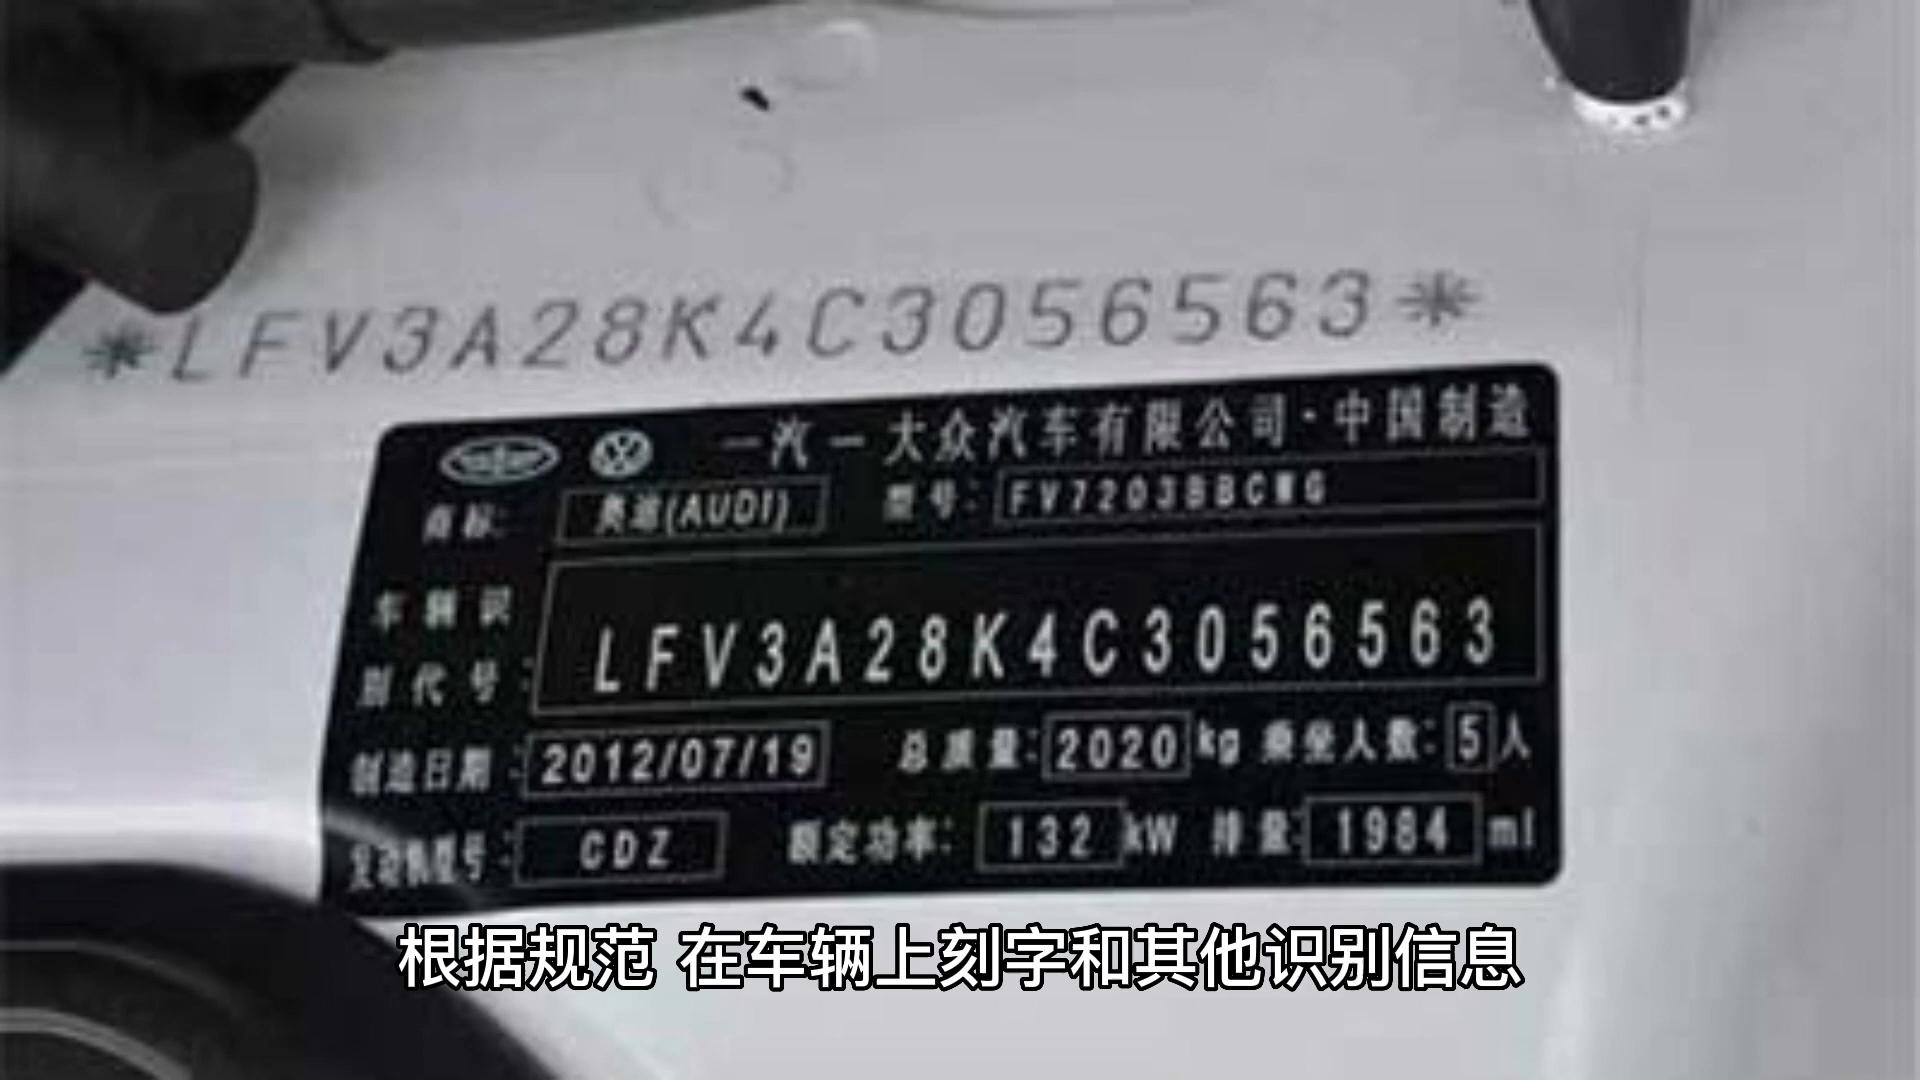 *LFV3A28K4C3056563*
一汽一大众汽车有限公司·中国制造
商标: 奥迪(AUDI) 型号: FV7203BBCWG
车辆识
别代号: LFV3A28K4C3056563
制造日期: 2012/07/19 总质量: 2020 kg 乘坐人数: 5 人
发动机型号: CDZ 额定功率: 132 kW 排量: 1984 ml
根据规范 在车辆上刻字和其他识别信息